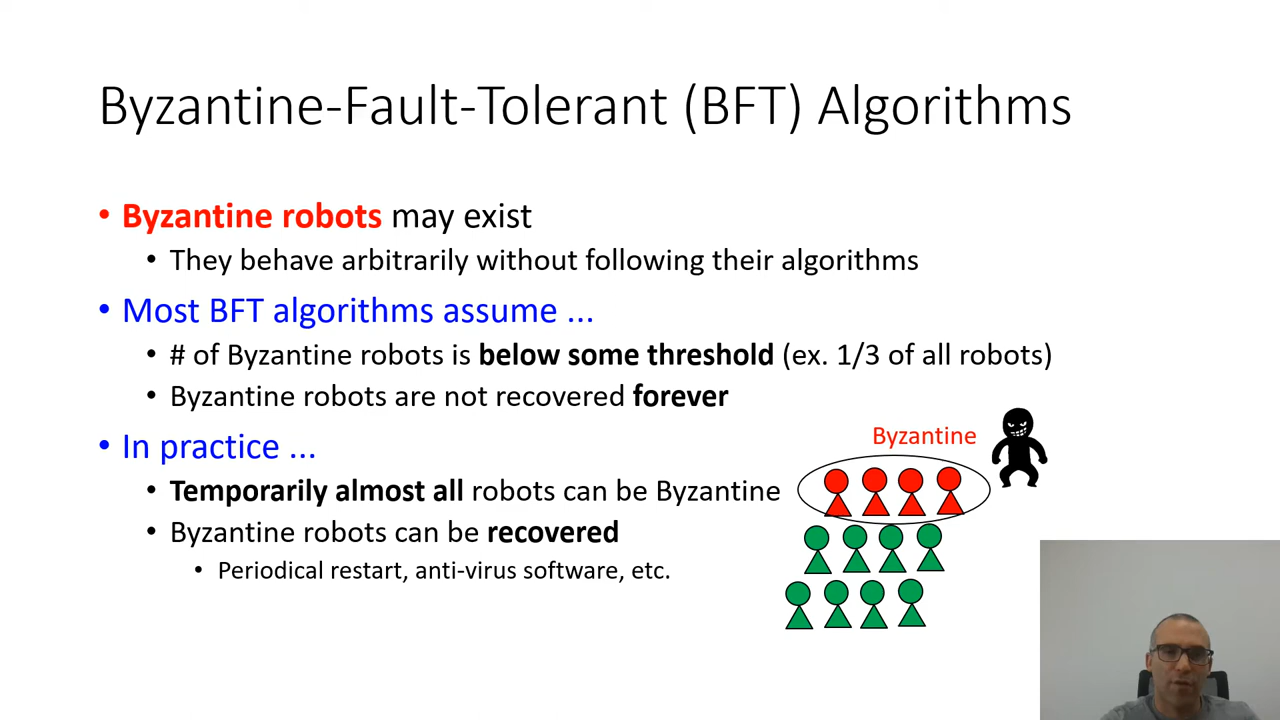 Byzantine-Fault-Tolerant (BFT) Algorithms
• Byzantine robots may exist
• They behave arbitrarily without following their algorithms
• Most BFT algorithms assume ...
• # of Byzantine robots is below some threshold (ex. 1/3 of all robots)
• Byzantine robots are not recovered forever
• In practice ...
Byzantine
• Temporarily almost all robots can be Byzantine
• Byzantine robots can be recovered
• Periodical restart, anti-virus software, etc.